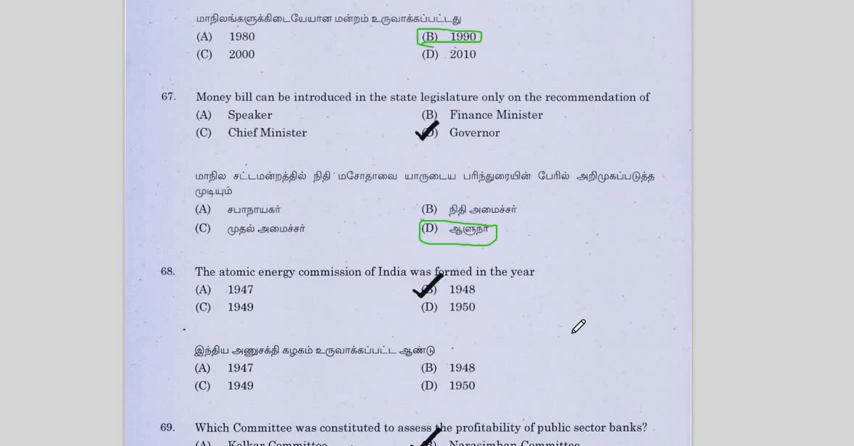 மாநிலங்களுக்கிடையேயான மன்றம் உருவாக்கப்பட்டது
(A) 1980 (B) 1990
(C) 2000 (D) 2010
67. Money bill can be introduced in the state legislature only on the recommendation of
(A) Speaker (B) Finance Minister
(C) Chief Minister (D) Governor
மாநில சட்டமன்றத்தில் நிதி மசோதாவை யாருடைய பரிந்துரையின் பேரில் அறிமுகப்படுத்த
முடியும்
(A) சபாநாயகர் (B) நிதி அமைச்சர்
(C) முதல் அமைச்சர் (D) ஆளுநர்
68. The atomic energy commission of India was formed in the year
(A) 1947 (B) 1948
(C) 1949 (D) 1950
இந்திய அணுசக்தி கழகம் உருவாக்கப்பட்ட ஆண்டு
(A) 1947 (B) 1948
(C) 1949 (D) 1950
69. Which Committee was constituted to assess the profitability of public sector banks?
(A) Kelkar Committee (B) Narasimhan Committee